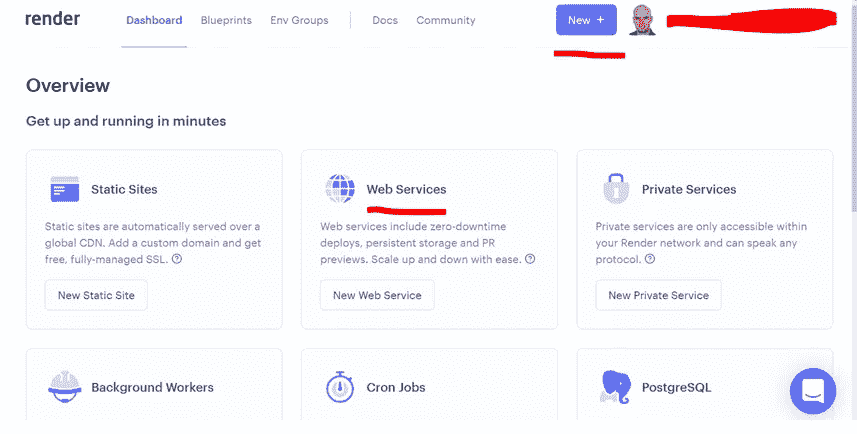 render
Dashboard Blueprints Env Groups Docs Community New +
Overview
Get up and running in minutes
Static Sites
Static sites are automatically served over a
global CDN. Add a custom domain and get
free, fully-managed SSL. ?
New Static Site
Web Services
Web services include zero-downtime
deploys, persistent storage and PR
previews. Scale up and down with ease. ?
New Web Service
Private Services
Private services are only accessible within
your Render network and can speak any
protocol. ?
New Private Service
Background Workers
Cron Jobs
PostgreSQL